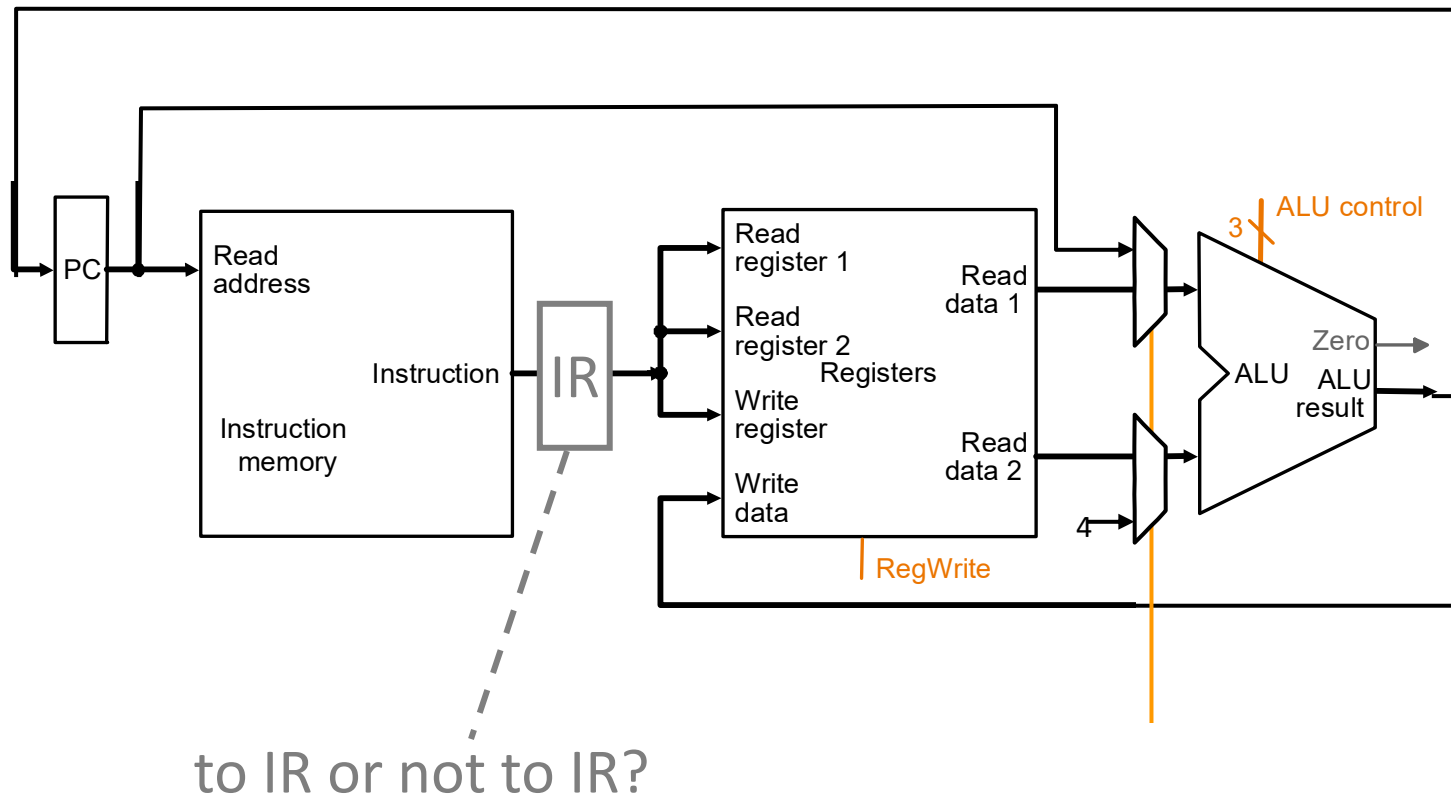 PC
Read
address
Instruction
Instruction
memory
IR
Read
register 1
Read
register 2
Registers
Write
register
Write
data
Read
data 1
Read
data 2
RegWrite
4
3
ALU control
Zero
ALU
ALU
result
to IR or not to IR?